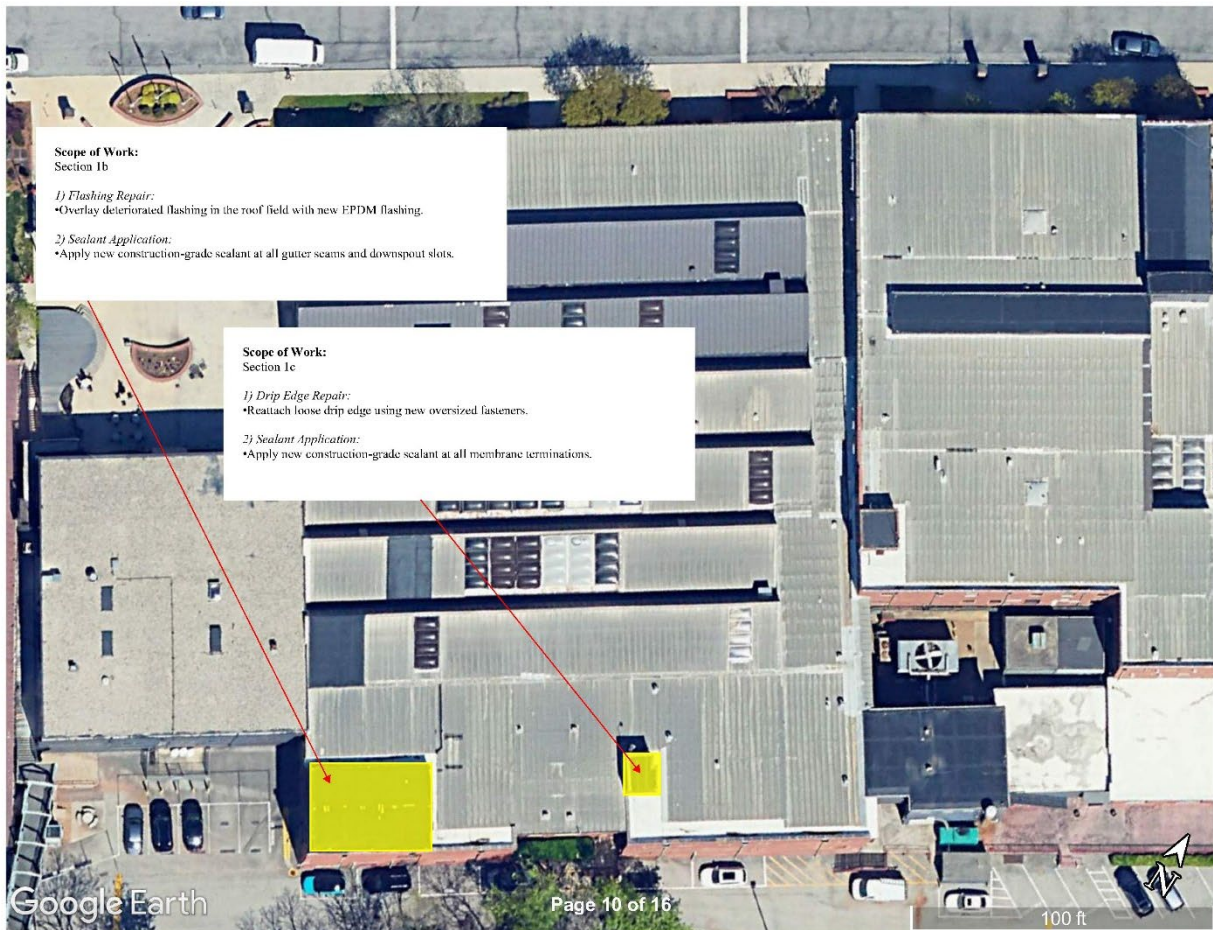 Scope of Work:
Section 1b
1) Flashing Repair:
•Overlay deteriorated flashing in the roof field with new EPDM flashing.
2) Sealant Application:
•Apply new construction-grade sealant at all gutter seams and downspout slots.
Scope of Work:
Section 1c
1) Drip Edge Repair:
•Reattach loose drip edge using new oversized fasteners.
2) Sealant Application:
•Apply new construction-grade sealant at all membrane terminations.
Google Earth
Page 10 of 16
N
100 ft